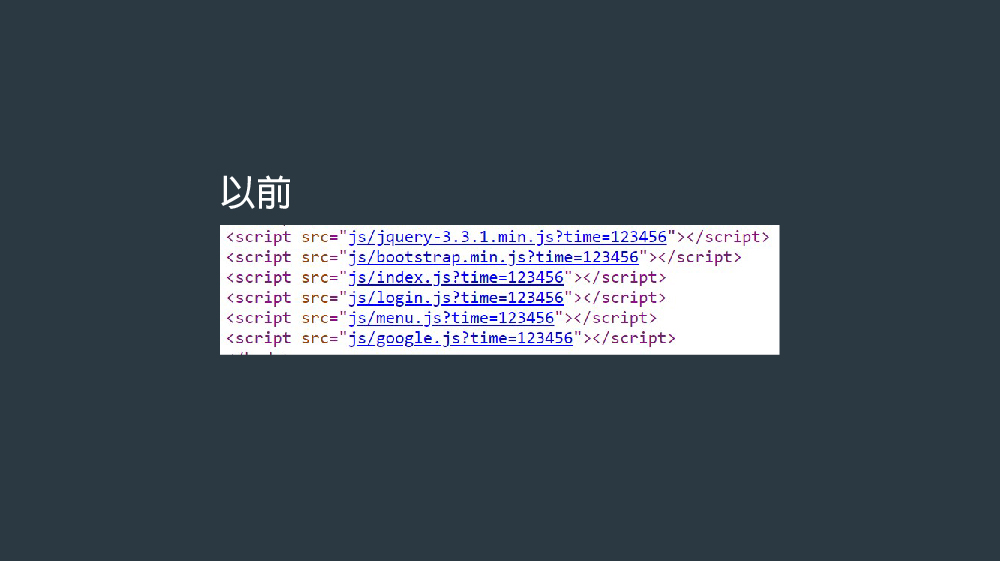 以前
<script src="js/jquery-3.3.1.min.js?time=123456"></script>
<script src="js/bootstrap.min.js?time=123456"></script>
<script src="js/index.js?time=123456"></script>
<script src="js/login.js?time=123456"></script>
<script src="js/menu.js?time=123456"></script>
<script src="js/google.js?time=123456"></script>